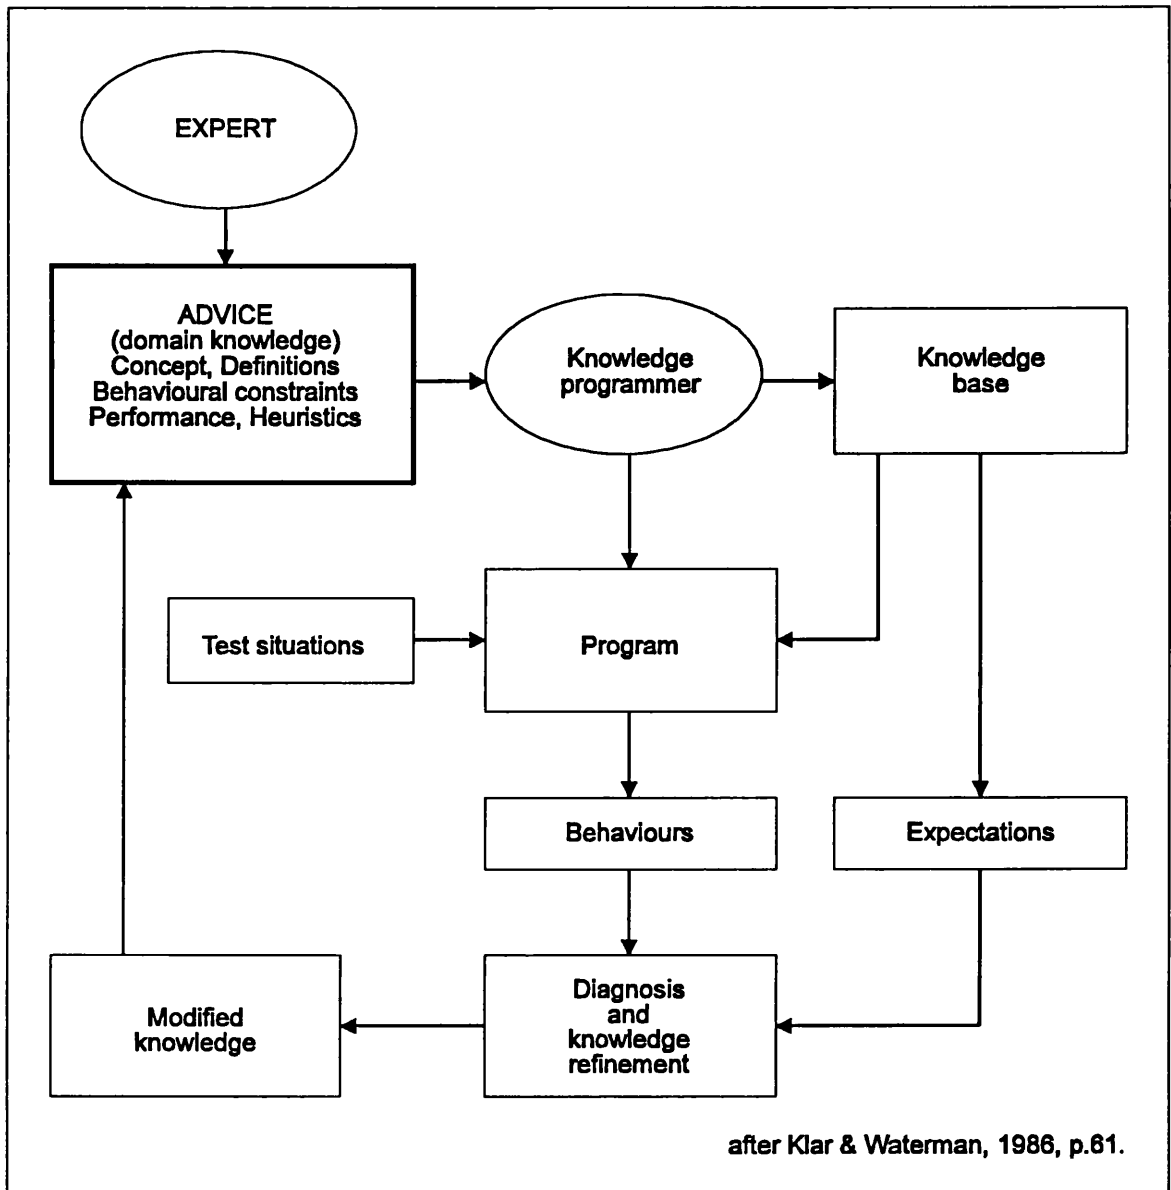 EXPERT
ADVICE
(domain knowledge)
Concept, Definitions
Behavioural constraints
Performance, Heuristics
Knowledge
programmer
Knowledge
base
Test situations
Program
Behaviours
Expectations
Modified
knowledge
Diagnosis
and
knowledge
refinement
after Klar & Waterman, 1986, p.61.